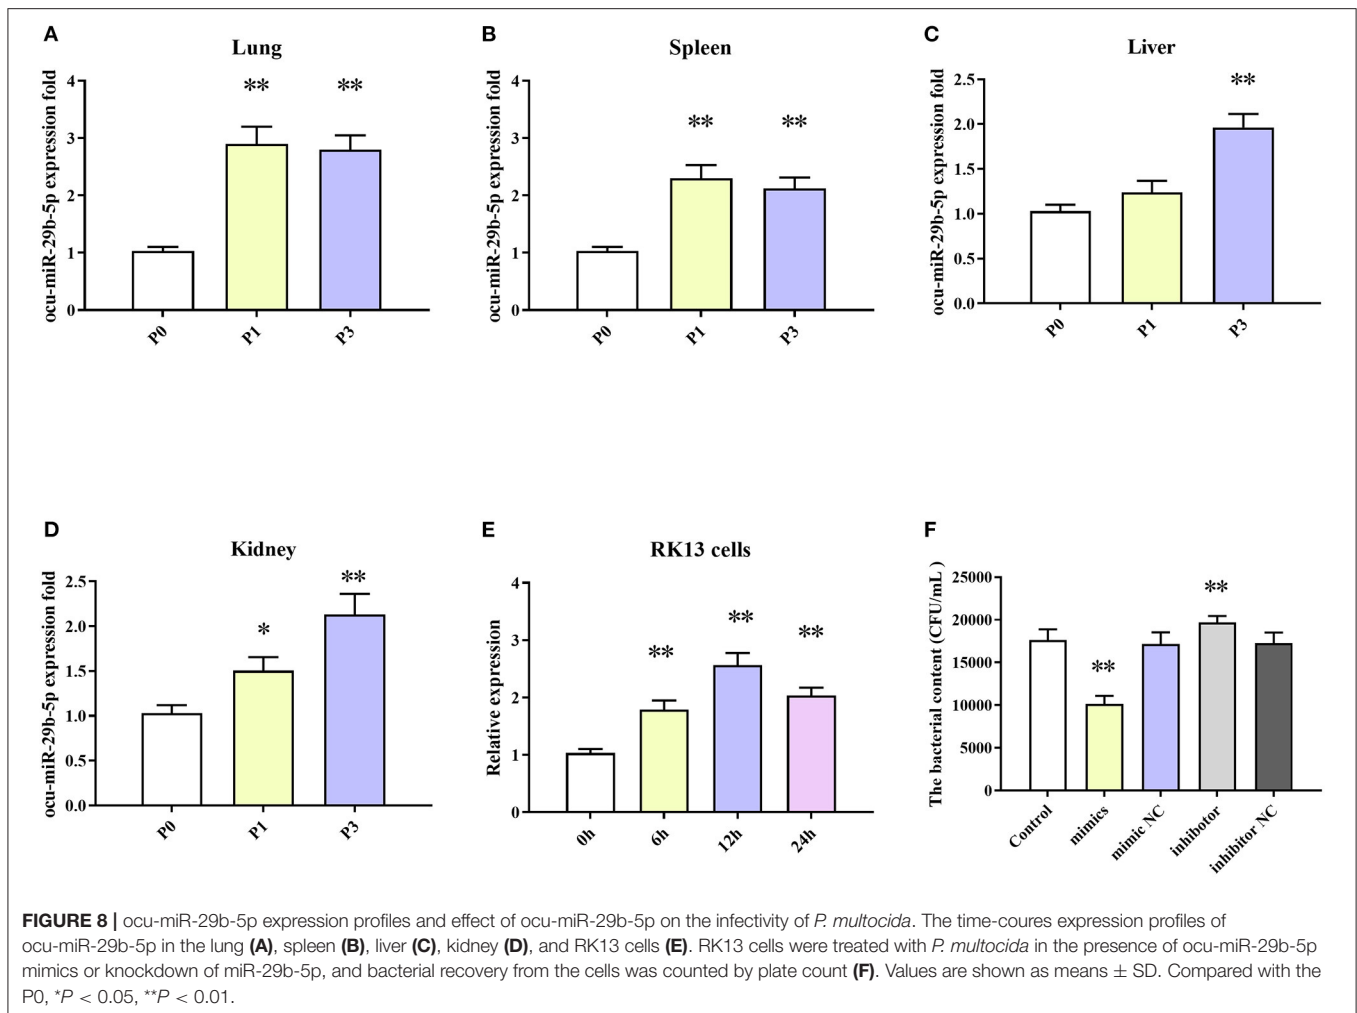 A
Lung
ocu-miR-29b-5p expression fold
4
3
2
1
0
**
**
P0
P1
P3
B
Spleen
ocu-miR-29b-5p expression fold
4
3
2
1
0
**
**
P0
P1
P3
C
Liver
ocu-miR-29b-5p expression fold
2.5
2.0
1.5
1.0
0.5
0.0
**
P0
P1
P3
D
Kidney
ocu-miR-29b-5p expression fold
2.5
2.0
1.5
1.0
0.5
0.0
*
**
P0
P1
P3
E
RK13 cells
Relative expression
4
3
2
1
0
**
**
**
0h
6h
12h
24h
F
The bacterial content (CFU/mL )
25000
20000
15000
10000
5000
0
**
**
Control
mimics
mimic NC
inhibotor
inhibitor NC
FIGURE 8 | ocu-miR-29b-5p expression profiles and effect of ocu-miR-29b-5p on the infectivity of P. multocida. The time-coures expression profiles of
ocu-miR-29b-5p in the lung (A), spleen (B), liver (C), kidney (D), and RK13 cells (E). RK13 cells were treated with P. multocida in the presence of ocu-miR-29b-5p
mimics or knockdown of miR-29b-5p, and bacterial recovery from the cells was counted by plate count (F). Values are shown as means ± SD. Compared with the
P0, *P < 0.05, **P < 0.01.